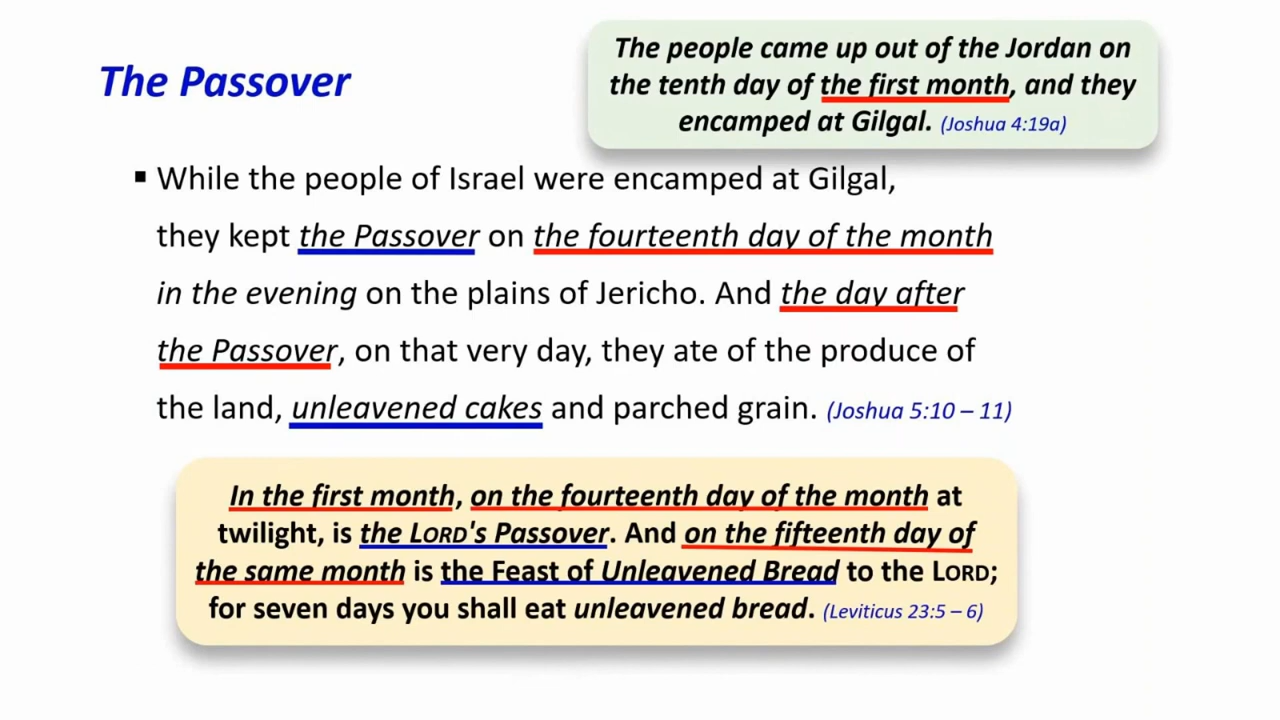 The Passover
The people came up out of the Jordan on
the tenth day of the first month, and they
encamped at Gilgal. (Joshua 4:19a)
▪ While the people of Israel were encamped at Gilgal,
they kept the Passover on the fourteenth day of the month
in the evening on the plains of Jericho. And the day after
the Passover, on that very day, they ate of the produce of
the land, unleavened cakes and parched grain. (Joshua 5:10 – 11)
In the first month, on the fourteenth day of the month at
twilight, is the LORD's Passover. And on the fifteenth day of
the same month is the Feast of Unleavened Bread to the LORD;
for seven days you shall eat unleavened bread. (Leviticus 23:5 – 6)